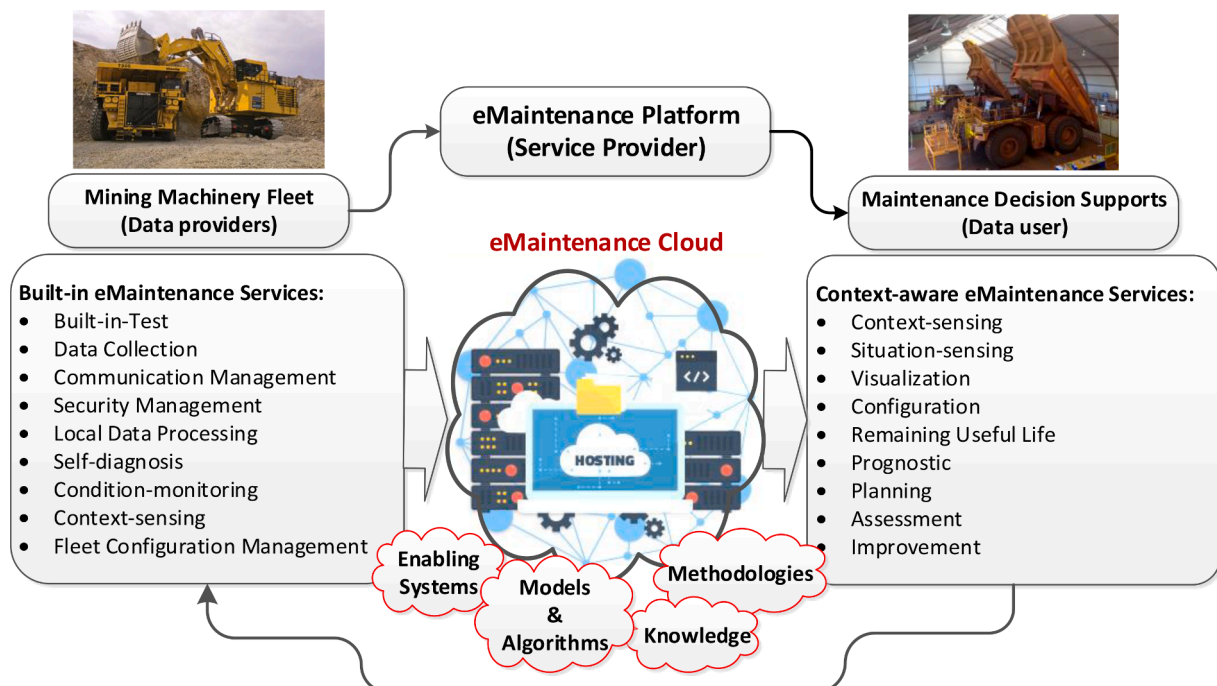 eMaintenance Platform
(Service Provider)
Mining Machinery Fleet
(Data providers)
Maintenance Decision Supports
(Data user)
eMaintenance Cloud
Built-in eMaintenance Services:
• Built-in-Test
• Data Collection
• Communication Management
• Security Management
• Local Data Processing
• Self-diagnosis
• Condition-monitoring
• Context-sensing
• Fleet Configuration Management
</>
HOSTING
Context-aware eMaintenance Services:
• Context-sensing
• Situation-sensing
• Visualization
• Configuration
• Remaining Useful Life
• Prognostic
• Planning
• Assessment
• Improvement
Enabling
Systems
Models
&
Algorithms
Methodologies
Knowledge